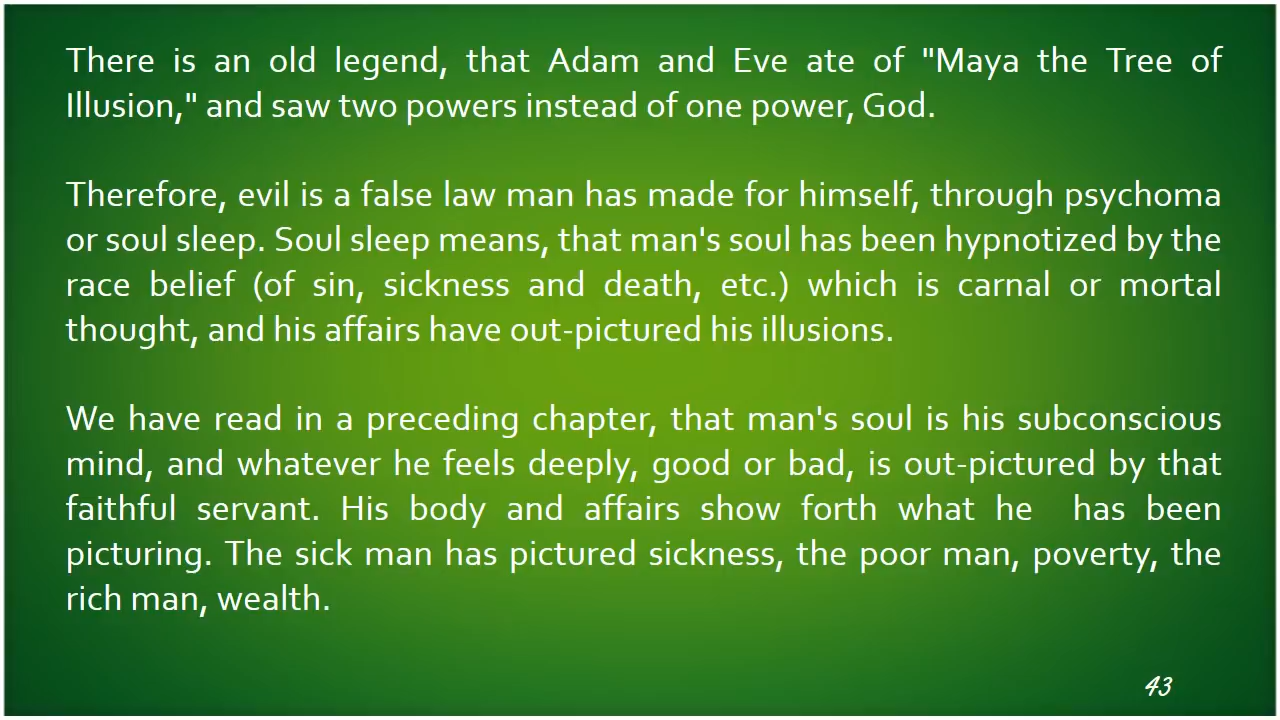 There is an old legend, that Adam and Eve ate of "Maya the Tree of
Illusion," and saw two powers instead of one power, God.
Therefore, evil is a false law man has made for himself, through psychoma
or soul sleep. Soul sleep means, that man's soul has been hypnotized by the
race belief (of sin, sickness and death, etc.) which is carnal or mortal
thought, and his affairs have out-pictured his illusions.
We have read in a preceding chapter, that man's soul is his subconscious
mind, and whatever he feels deeply, good or bad, is out-pictured by that
faithful servant. His body and affairs show forth what he has been
picturing. The sick man has pictured sickness, the poor man, poverty, the
rich man, wealth.
43